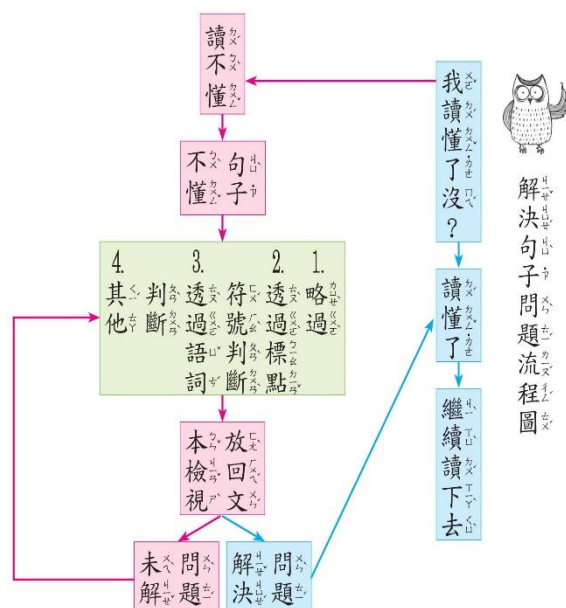 解決句子問題流程圖
我讀懂了沒？
讀懂了
繼續讀下去
讀不懂
句子
不懂
1. 略過
2. 透過標點
符號判斷
3. 透過語詞
判斷
4. 其他
放回文
本檢視
問題
解決
問題
未解